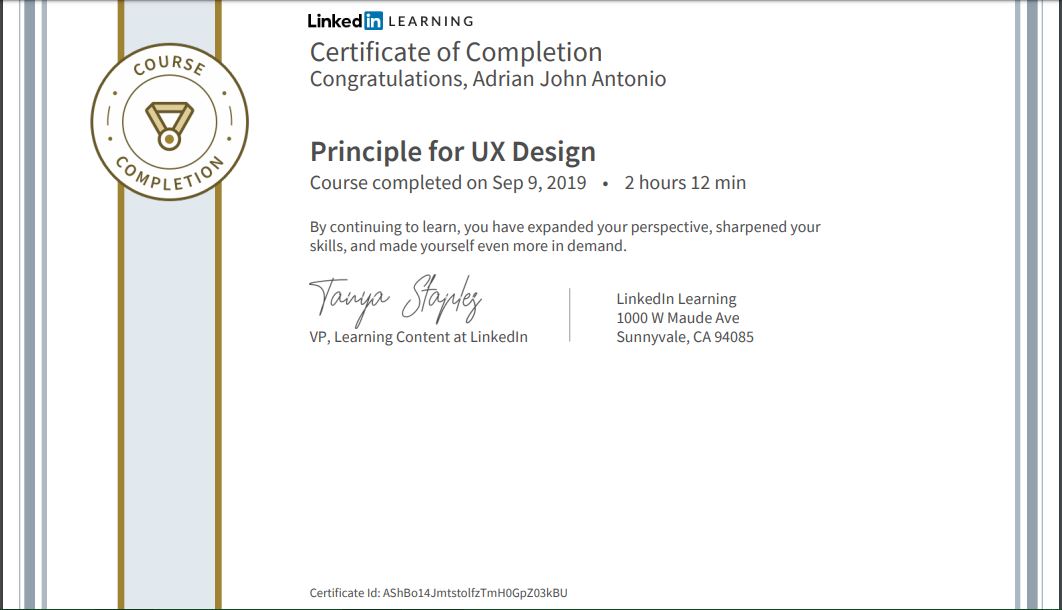 LinkedIn LEARNING
Certificate of Completion
Congratulations, Adrian John Antonio
COURSE
COMPLETION
Principle for UX Design
Course completed on Sep 9, 2019 • 2 hours 12 min
By continuing to learn, you have expanded your perspective, sharpened your
skills, and made yourself even more in demand.
Tanya Staples
VP, Learning Content at LinkedIn
LinkedIn Learning
1000 W Maude Ave
Sunnyvale, CA 94085
Certificate Id: AShBo14JmtstolfzTmH0GpZ03kBU